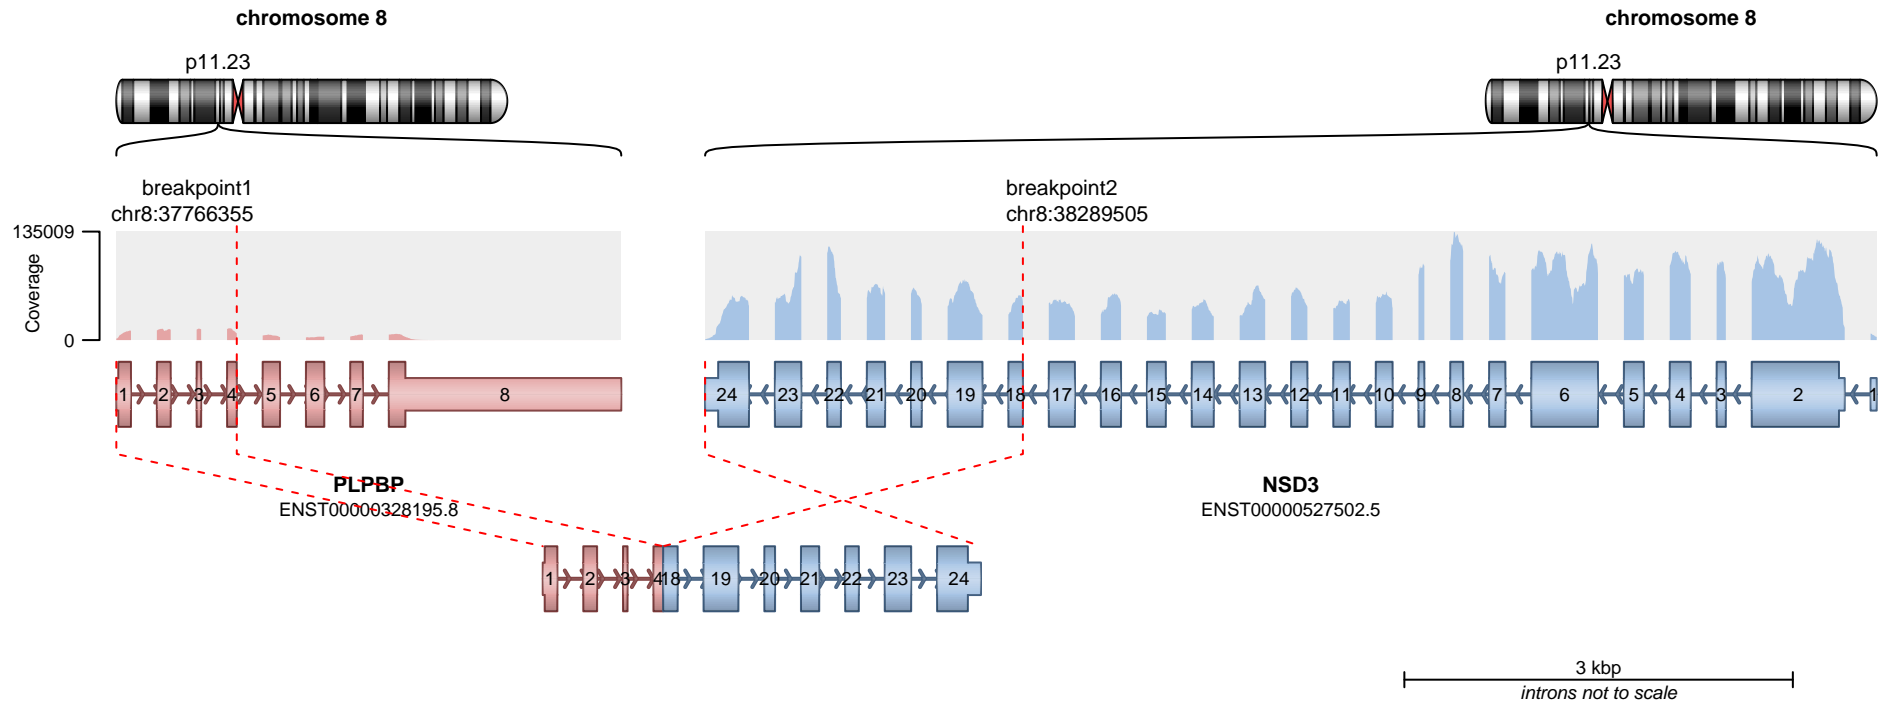 chromosome 8
chromosome 8
p11.23
p11.23
breakpoint1
chr8:37766355
breakpoint2
chr8:38289505
135009
Coverage
0
1 2 3 4 5 6 7 8
24 23 22 21 20 19 18 17 16 15 14 13 12 11 10 9 8 7 6 5 4 3 2 1
PLPBP
ENST00000328195.8
NSD3
ENST00000527502.5
1 2 3 4 18 19 20 21 22 23 24
3 kbp
introns not to scale